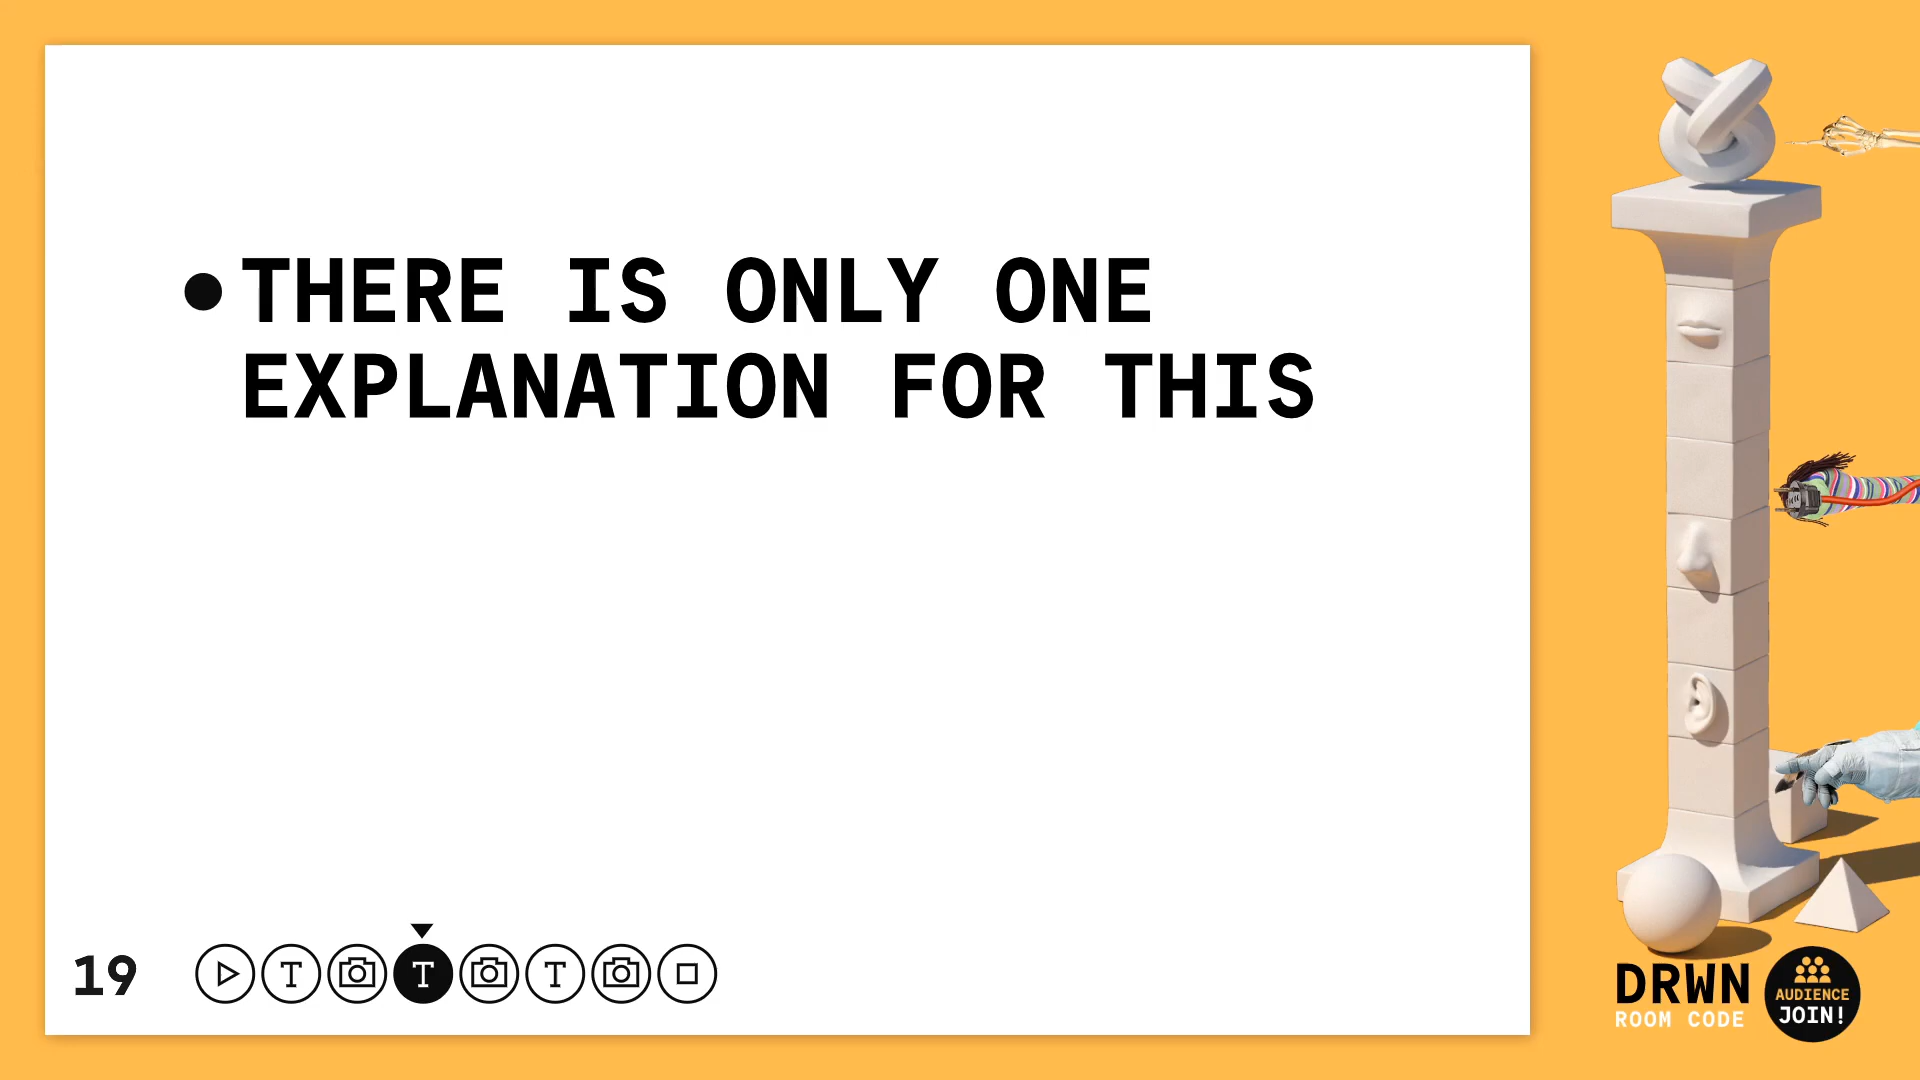 •THERE IS ONLY ONE
EXPLANATION FOR THIS
19
T
T
T
DRWN
ROOM CODE
AUDIENCE
JOIN!